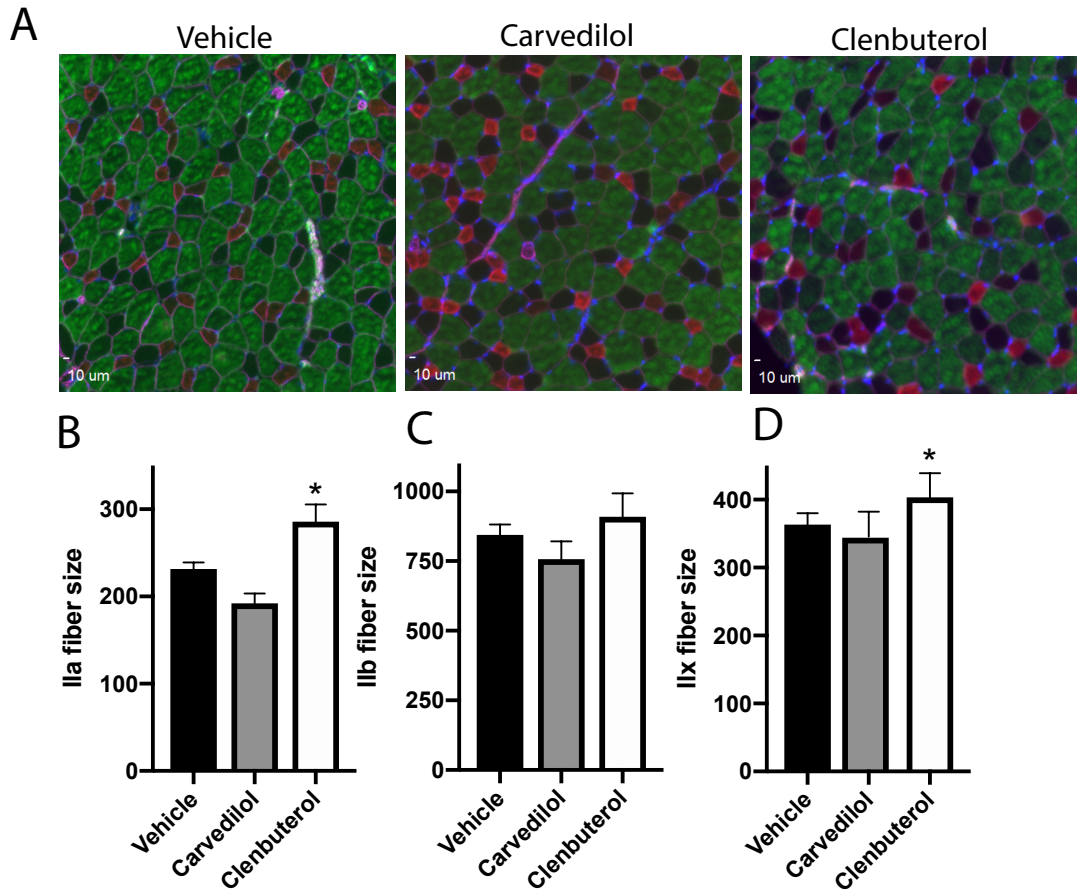 A
Vehicle
Carvedilol
Clenbuterol
10 um
10 um
10 um
B
IIa fiber size
300
200
100
0
*
Vehicle
Carvedilol
Clenbuterol
C
IIb fiber size
1000
750
500
250
0
Vehicle
Carvedilol
Clenbuterol
D
IIx fiber size
400
300
200
100
0
*
Vehicle
Carvedilol
Clenbuterol